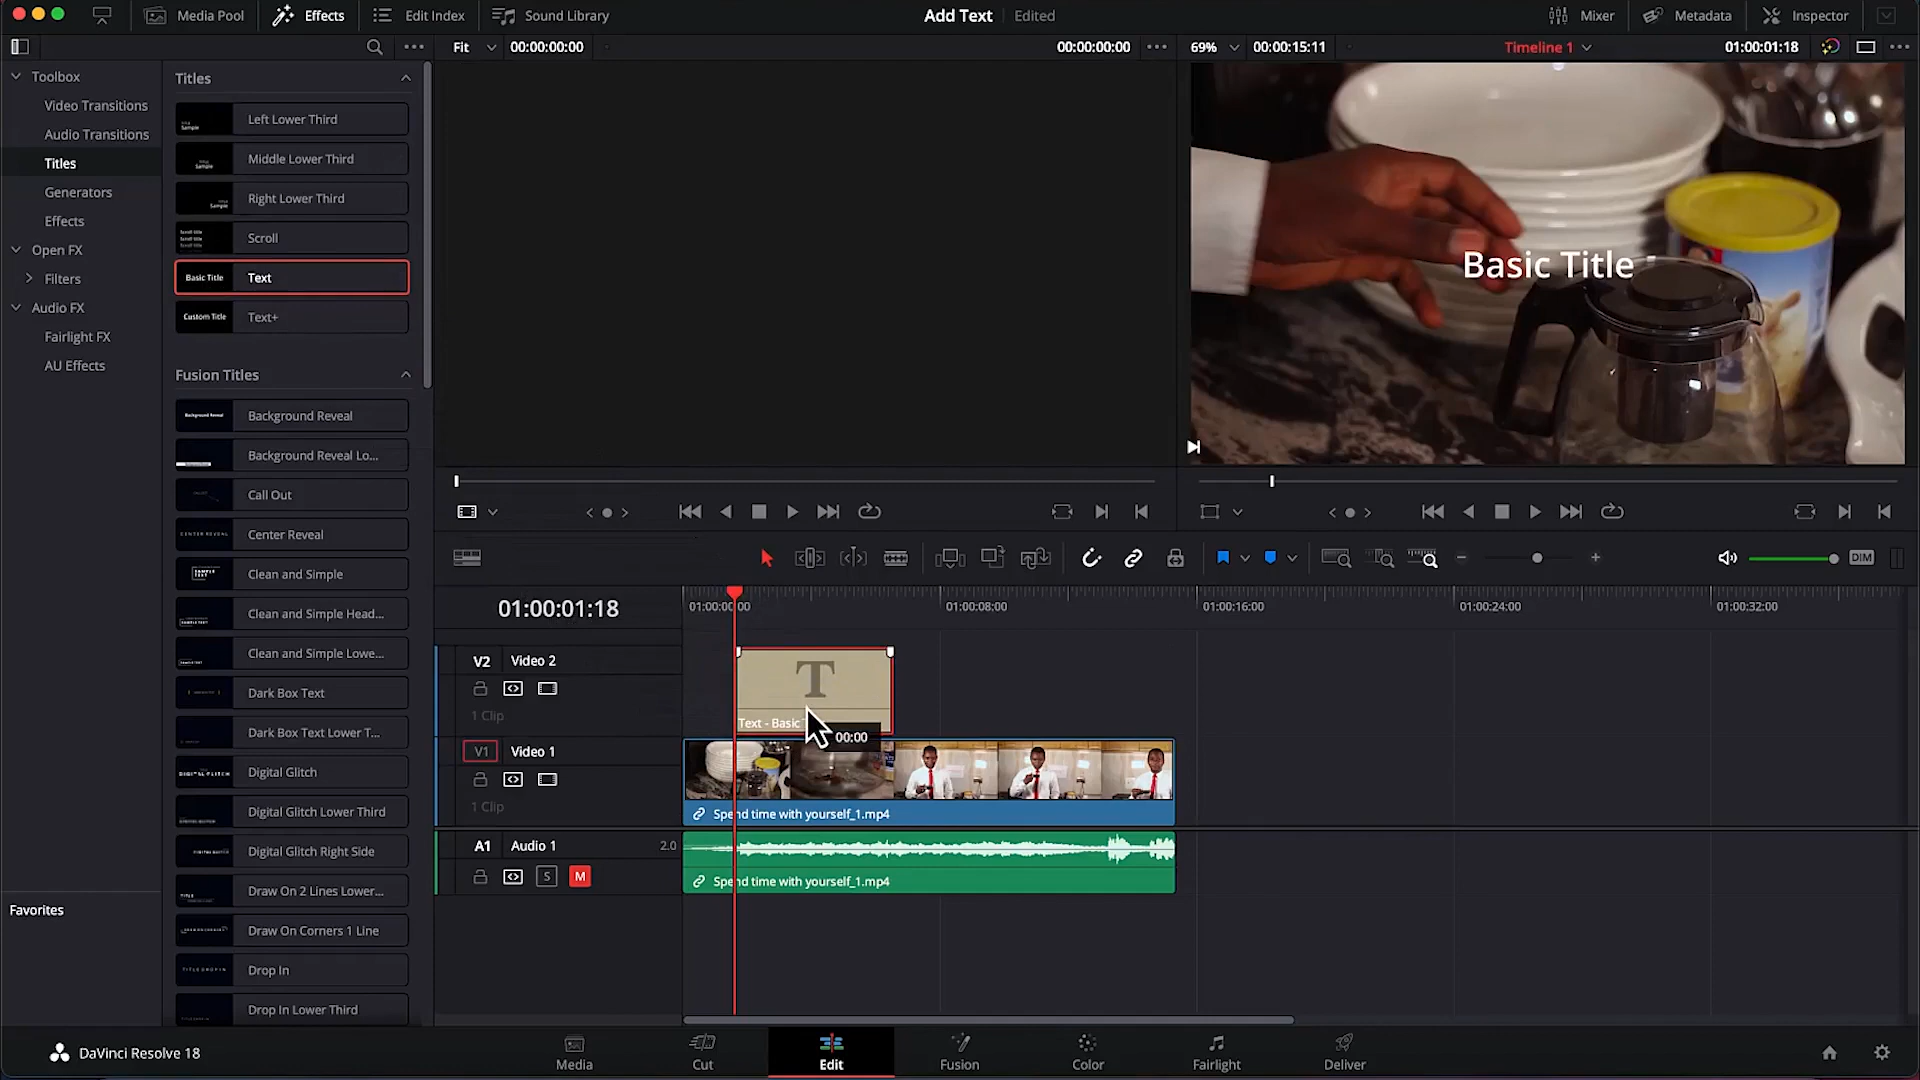 Media Pool
Effects
Edit Index
Sound Library
Add Text
Edited
Mixer
Metadata
Inspector
Fit
00:00:00:00
00:00:00:00
69%
00:00:15:11
Timeline 1
01:00:01:18
Toolbox
Video Transitions
Audio Transitions
Titles
Generators
Effects
Open FX
Filters
Audio FX
Fairlight FX
AU Effects
Favorites
Titles
Left Lower Third
Middle Lower Third
Right Lower Third
Scroll
Basic Title
Text
Custom Title
Text+
Fusion Titles
Background Reveal
Background Reveal Lo...
Call Out
Center Reveal
Clean and Simple
Clean and Simple Head...
Clean and Simple Lowe...
Dark Box Text
Dark Box Text Lower T...
Digital Glitch
Digital Glitch Lower Third
Digital Glitch Right Side
Draw On 2 Lines Lower...
Draw On Corners 1 Line
Drop In
Drop In Lower Third
Basic Title
DIM
01:00:01:18
01:00:00:00
01:00:08:00
01:00:16:00
01:00:24:00
01:00:32:00
V2
Video 2
1 Clip
T
Text - Basic
00:00
V1
Video 1
1 Clip
Spend time with yourself_1.mp4
A1
Audio 1
2.0
S
M
Spend time with yourself_1.mp4
DaVinci Resolve 18
Media
Cut
Edit
Fusion
Color
Fairlight
Deliver